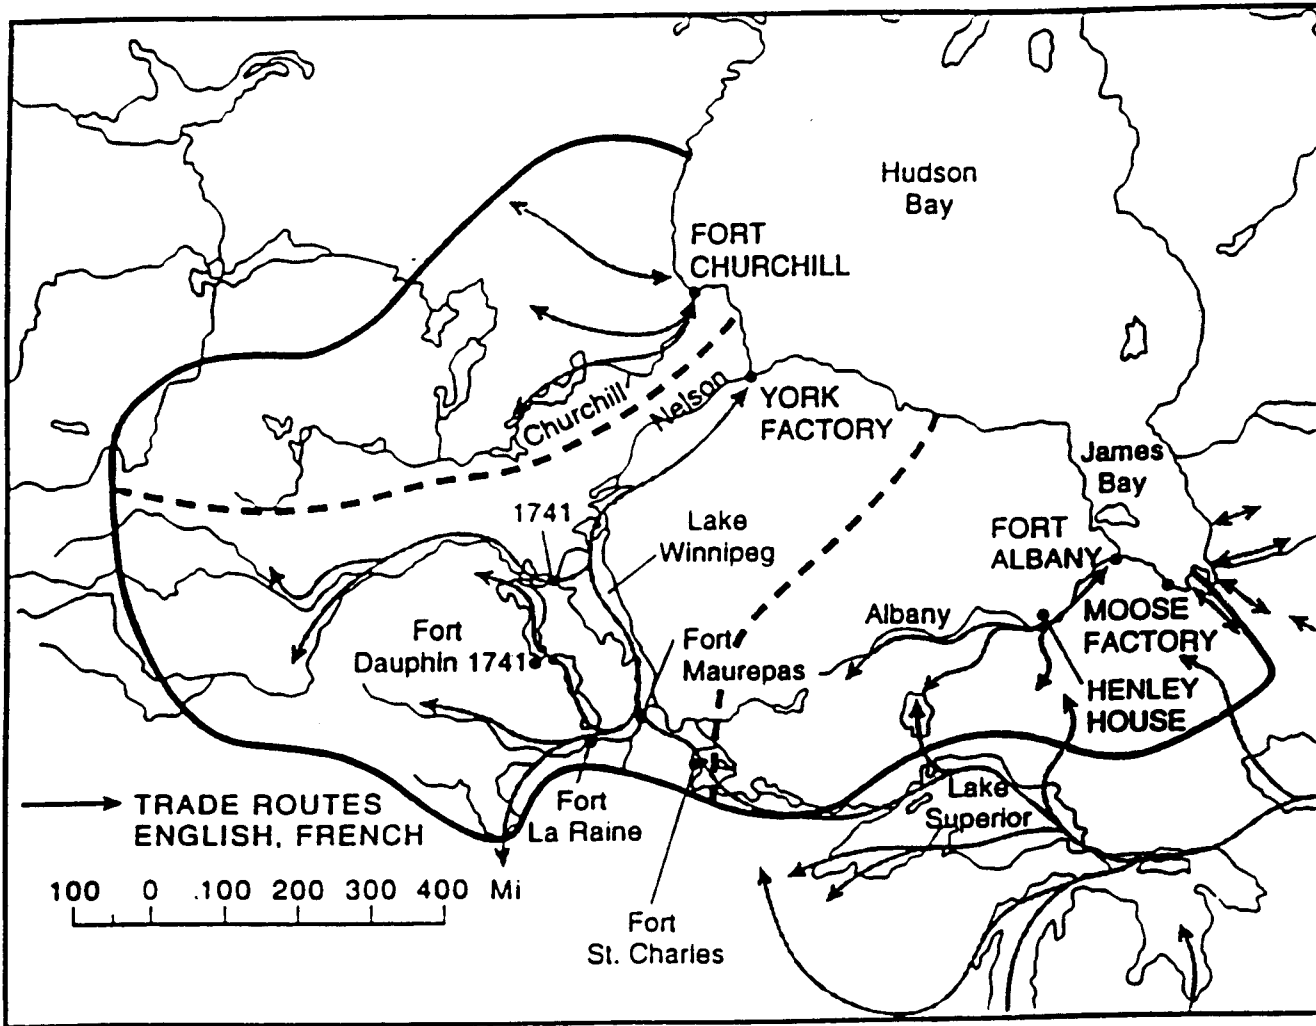 Hudson
Bay
FORT
CHURCHILL
Churchill
Nelson
YORK
FACTORY
James
Bay
1741
Lake
Winnipeg
FORT
ALBANY
Albany
MOOSE
FACTORY
Fort
Dauphin 1741
Fort
Maurepas
HENLEY
HOUSE
TRADE ROUTES
ENGLISH, FRENCH
Fort
La Raine
Lake
Superior
100 0 .100 200 300 400 Mi
Fort
St. Charles